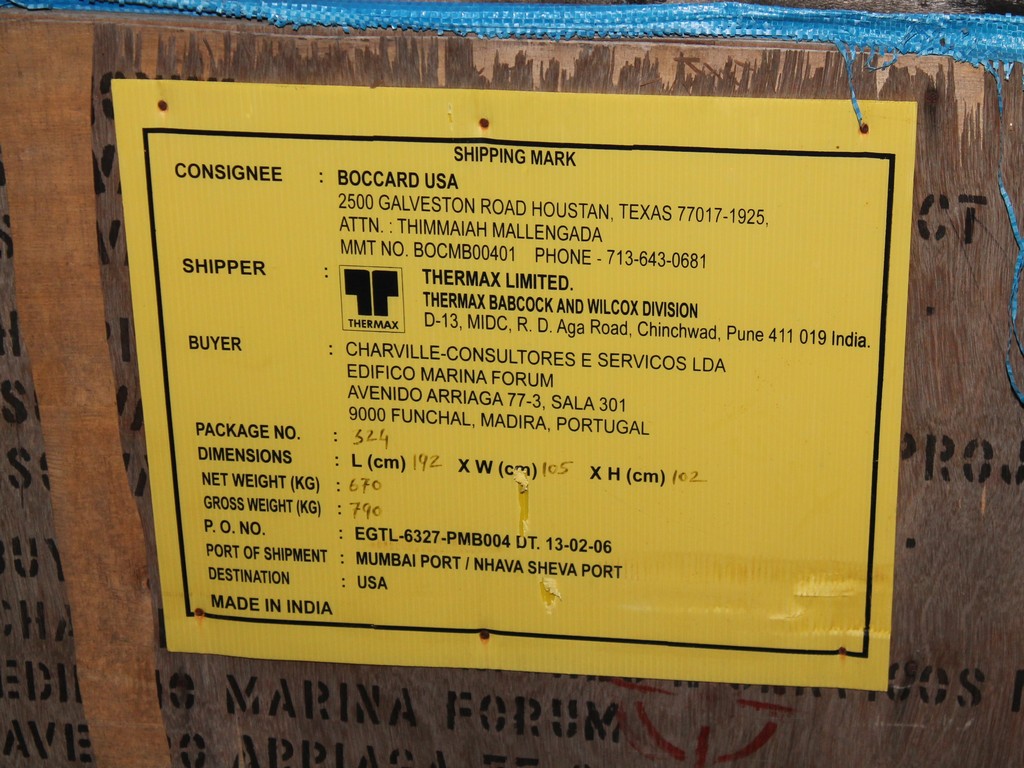 SHIPPING MARK
CONSIGNEE : BOCCARD USA
2500 GALVESTON ROAD HOUSTAN, TEXAS 77017-1925,
ATTN. : THIMMAIAH MALLENGADA
MMT NO. BOCMB00401 PHONE - 713-643-0681
SHIPPER : THERMAX LIMITED.
THERMAX BABCOCK AND WILCOX DIVISION
THERMAX
D-13, MIDC, R. D. Aga Road, Chinchwad, Pune 411 019 India.
BUYER : CHARVILLE-CONSULTORES E SERVICOS LDA
EDIFICO MARINA FORUM
AVENIDO ARRIAGA 77-3, SALA 301
9000 FUNCHAL, MADIRA, PORTUGAL
PACKAGE NO. : 324
DIMENSIONS : L (cm) 142 X W (cm) 105 X H (cm) 102
NET WEIGHT (KG) : 670
GROSS WEIGHT (KG) : 790
P. O. NO. : EGTL-6327-PMB004 DT. 13-02-06
PORT OF SHIPMENT : MUMBAI PORT / NHAVA SHEVA PORT
DESTINATION : USA
MADE IN INDIA
MARINA FORUM